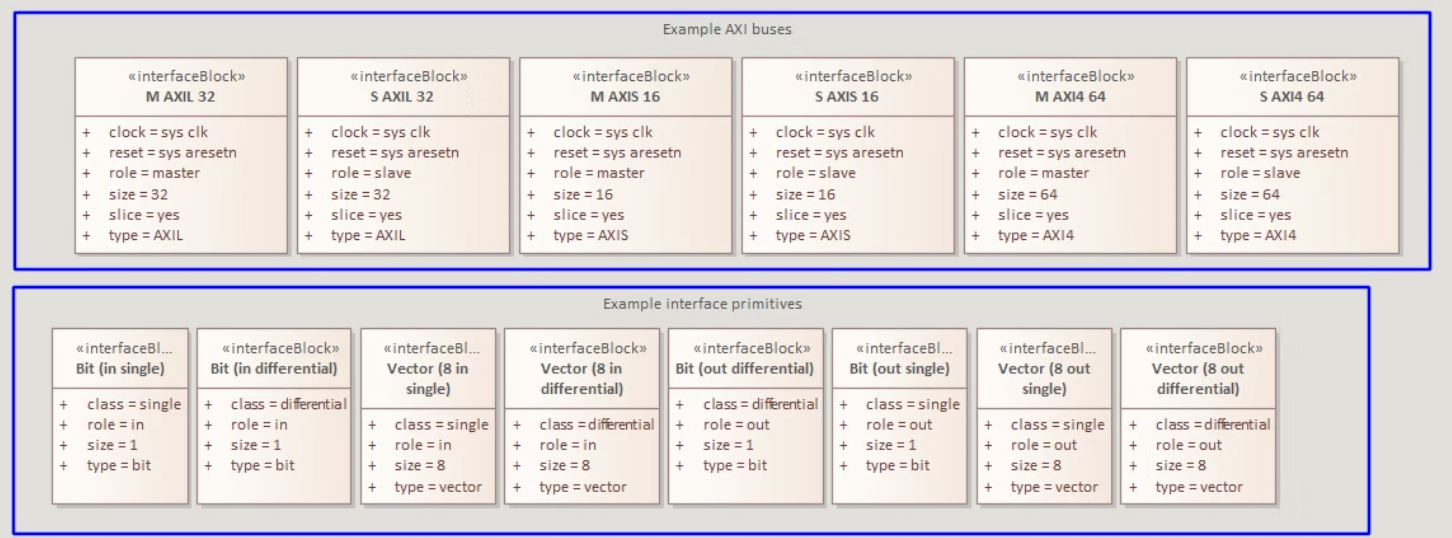 Example AXI buses
«interfaceBlock»
M AXIL 32
+ clock = sys clk
+ reset = sys aresetn
+ role = master
+ size = 32
+ slice = yes
+ type = AXIL
«interfaceBlock»
S AXIL 32
+ clock = sys clk
+ reset = sys aresetn
+ role = slave
+ size = 32
+ slice = yes
+ type = AXIL
«interfaceBlock»
M AXIS 16
+ clock = sys clk
+ reset = sys aresetn
+ role = master
+ size = 16
+ slice = yes
+ type = AXIS
«interfaceBlock»
S AXIS 16
+ clock = sys clk
+ reset = sys aresetn
+ role = slave
+ size = 16
+ slice = yes
+ type = AXIS
«interfaceBlock»
M AXI4 64
+ clock = sys clk
+ reset = sys aresetn
+ role = master
+ size = 64
+ slice = yes
+ type = AXI4
«interfaceBlock»
S AXI4 64
+ clock = sys clk
+ reset = sys aresetn
+ role = slave
+ size = 64
+ slice = yes
+ type = AXI4
Example interface primitives
«interfaceBl...
Bit (in single)
+ class = single
+ role = in
+ size = 1
+ type = bit
«interfaceBlock»
Bit (in differential)
+ class = differential
+ role = in
+ size = 1
+ type = bit
«interfaceBl...
Vector (8 in
single)
+ class = single
+ role = in
+ size = 8
+ type = vector
«interfaceBlock»
Vector (8 in
differential)
+ class = differential
+ role = in
+ size = 8
+ type = vector
«interfaceBlock»
Bit (out differential)
+ class = differential
+ role = out
+ size = 1
+ type = bit
«interfaceBl...
Bit (out single)
+ class = single
+ role = out
+ size = 1
+ type = bit
«interfaceBl...
Vector (8 out
single)
+ class = single
+ role = out
+ size = 8
+ type = vector
«interfaceBlock»
Vector (8 out
differential)
+ class = differential
+ role = out
+ size = 8
+ type = vector